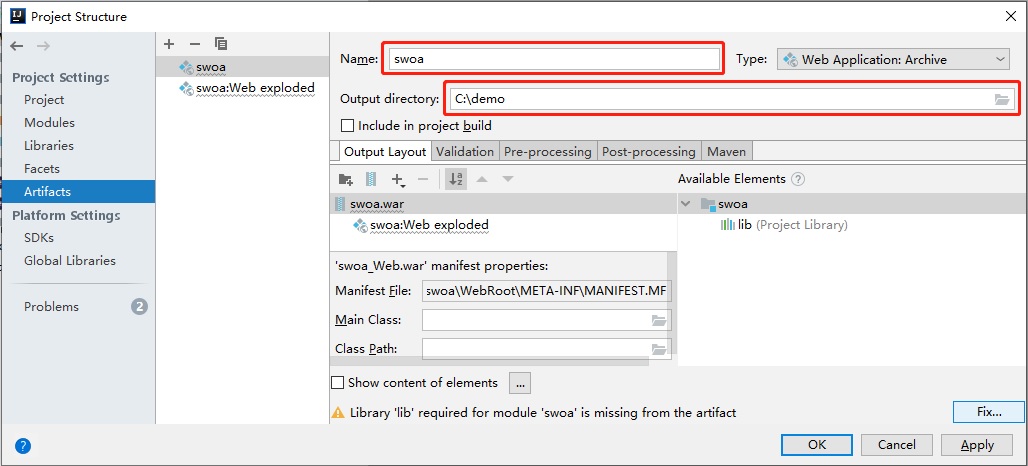 Project Structure
Project Settings
Project
Modules
Libraries
Facets
Artifacts
Platform Settings
SDKs
Global Libraries
Problems 2
swoa
swoa:Web exploded
Name: swoa Type: Web Application: Archive
Output directory: C:\demo
Include in project build
Output Layout Validation Pre-processing Post-processing Maven
Available Elements ?
swoa.war
swoa:Web exploded
swoa
lib (Project Library)
'swoa_Web.war' manifest properties:
Manifest File: swoa\WebRoot\META-INF\MANIFEST.MF
Main Class:
Class Path:
Show content of elements ...
Library 'lib' required for module 'swoa' is missing from the artifact
Fix...
? OK Cancel Apply